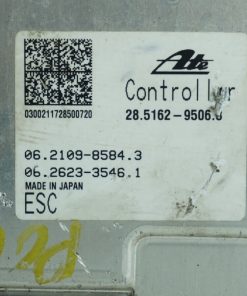 Ate
Controller
0300211728500720
28.5162-9506.0
06.2109-8584.3
06.2623-3546.1
MADE IN JAPAN
ESC